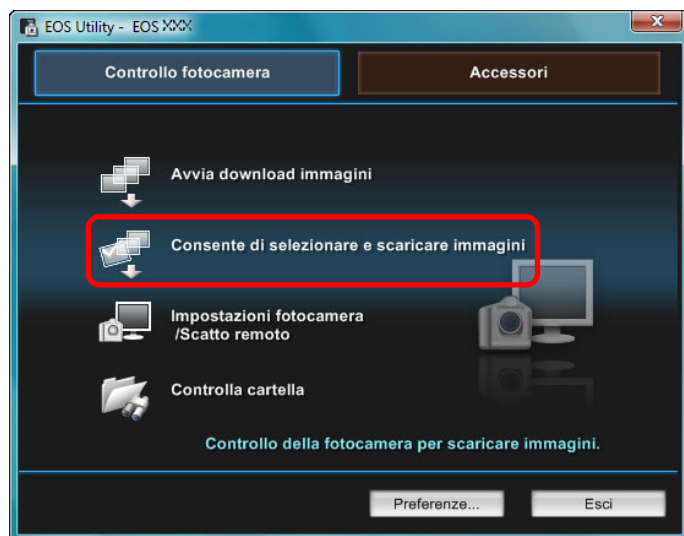 EOS Utility - EOS XXX
Controllo fotocamera
Accessori
Avvia download immagini
Consente di selezionare e scaricare immagini
Impostazioni fotocamera
/Scatto remoto
Controlla cartella
Controllo della fotocamera per scaricare immagini.
Preferenze...
Esci